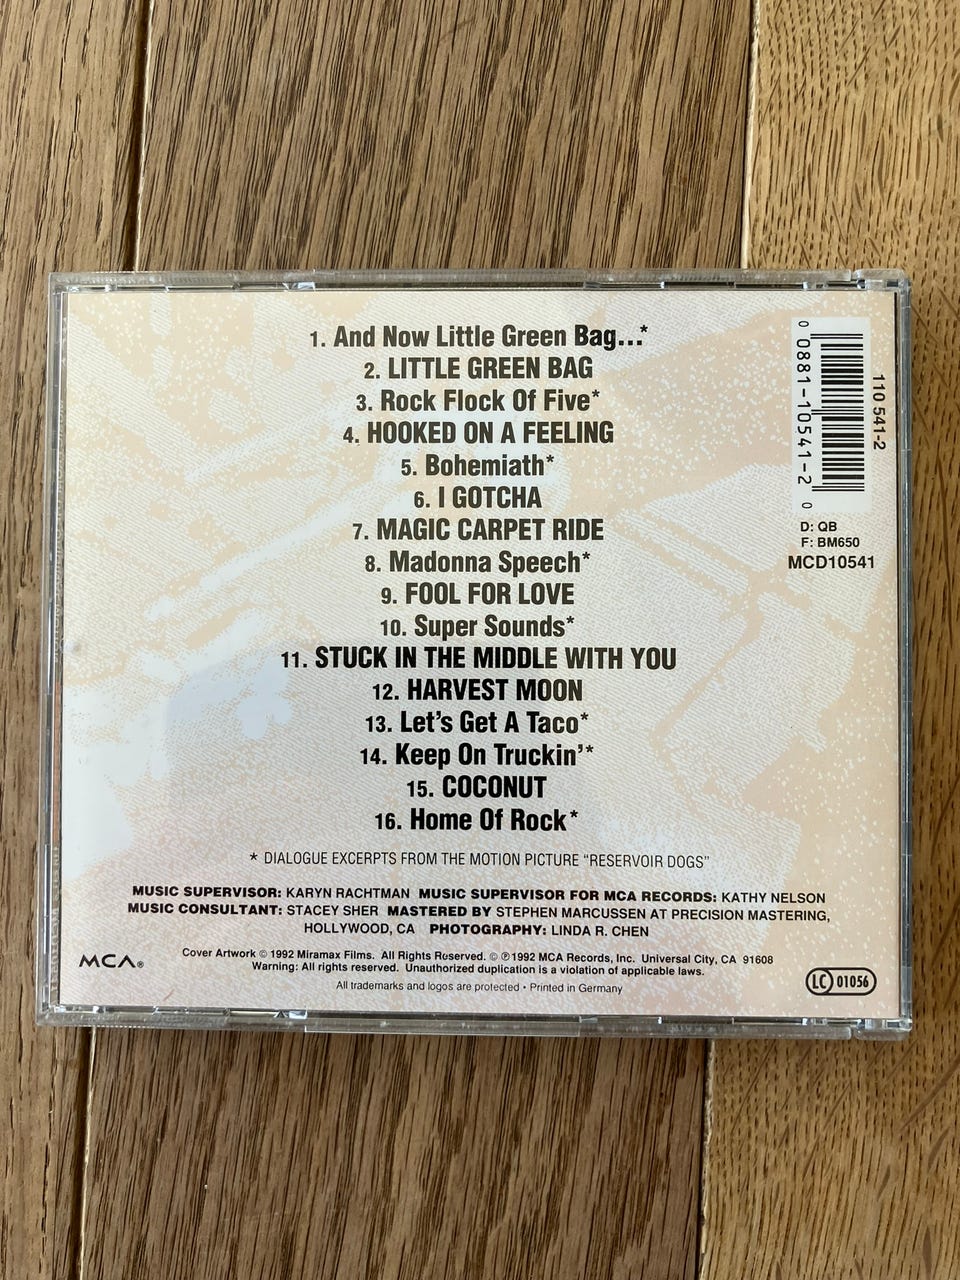 1. And Now Little Green Bag...*
2. LITTLE GREEN BAG
3. Rock Flock Of Five*
4. HOOKED ON A FEELING
5. Bohemiath*
6. I GOTCHA
7. MAGIC CARPET RIDE
8. Madonna Speech*
9. FOOL FOR LOVE
10. Super Sounds*
11. STUCK IN THE MIDDLE WITH YOU
12. HARVEST MOON
13. Let's Get A Taco*
14. Keep On Truckin'*
15. COCONUT
16. Home Of Rock*
* DIALOGUE EXCERPTS FROM THE MOTION PICTURE “RESERVOIR DOGS”
MUSIC SUPERVISOR: KARYN RACHTMAN MUSIC SUPERVISOR FOR MCA RECORDS: KATHY NELSON
MUSIC CONSULTANT: STACEY SHER MASTERED BY STEPHEN MARCUSSEN AT PRECISION MASTERING,
HOLLYWOOD, CA PHOTOGRAPHY: LINDA R. CHEN
Cover Artwork © 1992 Miramax Films. All Rights Reserved. © ℗ 1992 MCA Records, Inc. Universal City, CA 91608
Warning: All rights reserved. Unauthorized duplication is a violation of applicable laws.
All trademarks and logos are protected • Printed in Germany
MCA®
LC 01056
0 0881-10541-2 0
110 541-2
D: QB
F: BM650
MCD10541